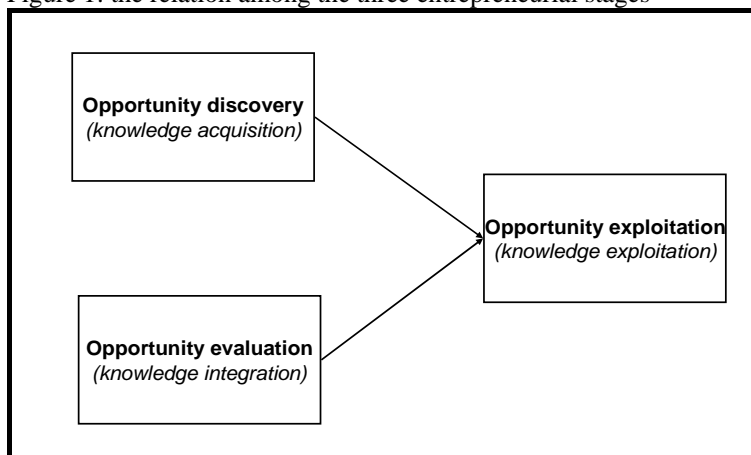 Figure 1: the relation among the three entrepreneurial stages
Opportunity discovery
(knowledge acquisition)
Opportunity exploitation
(knowledge exploitation)
Opportunity evaluation
(knowledge integration)